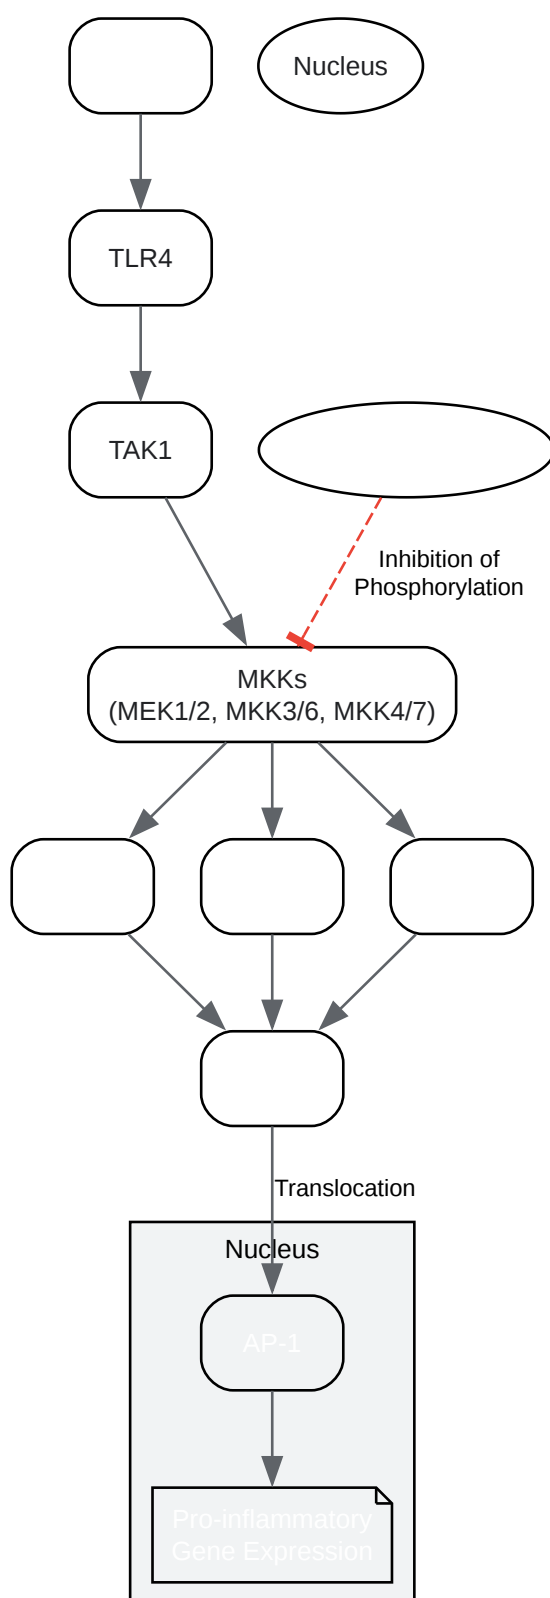 Nucleus
TLR4
TAK1
Inhibition of
Phosphorylation
MKKs
(MEK1/2, MKK3/6, MKK4/7)
Translocation
Nucleus
AP-1
Pro-inflammatory
Gene Expression